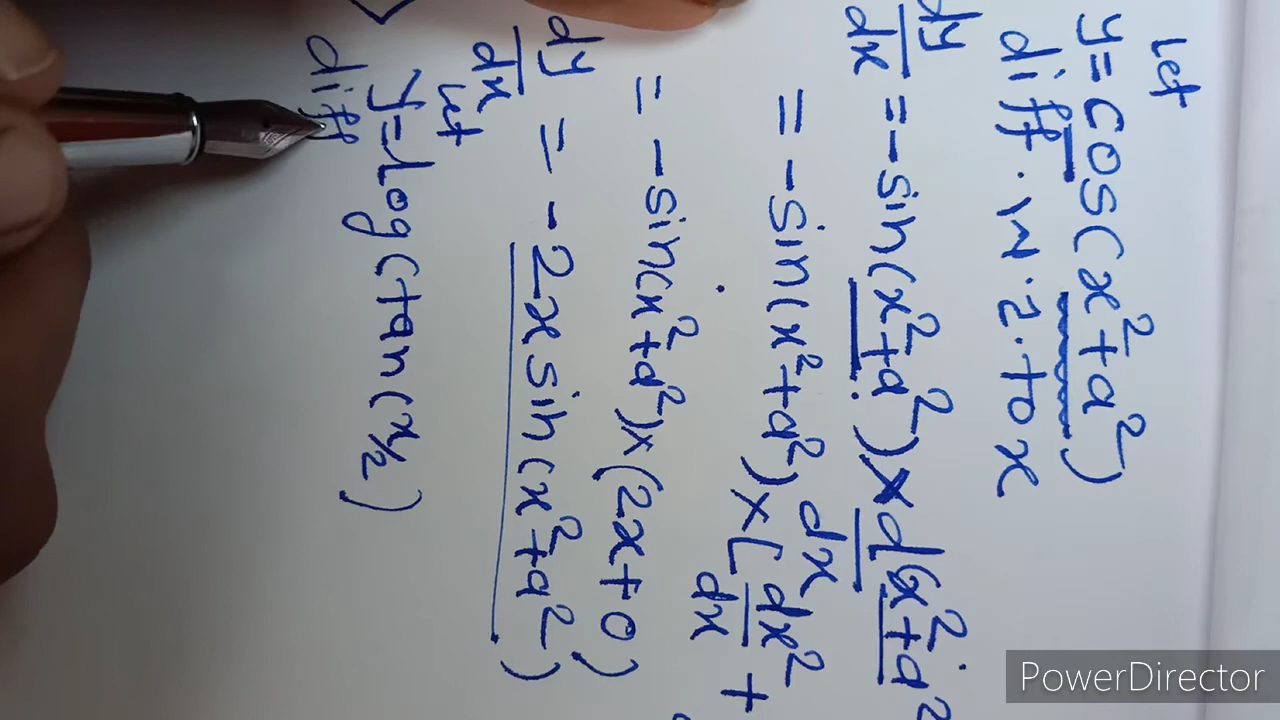 Let
y = cos(x²+a²)
diff. w. r. to x
dy/dx = -sin(x²+a²) × d(x²+a²
dx
= -sin(x²+a²) × [dx²/dx +
= -sin(x²+a²) × (2x+0)
dy/dx = -2x sin(x²+a²)
Let
y = log(tan(x/2)
diff
PowerDirector